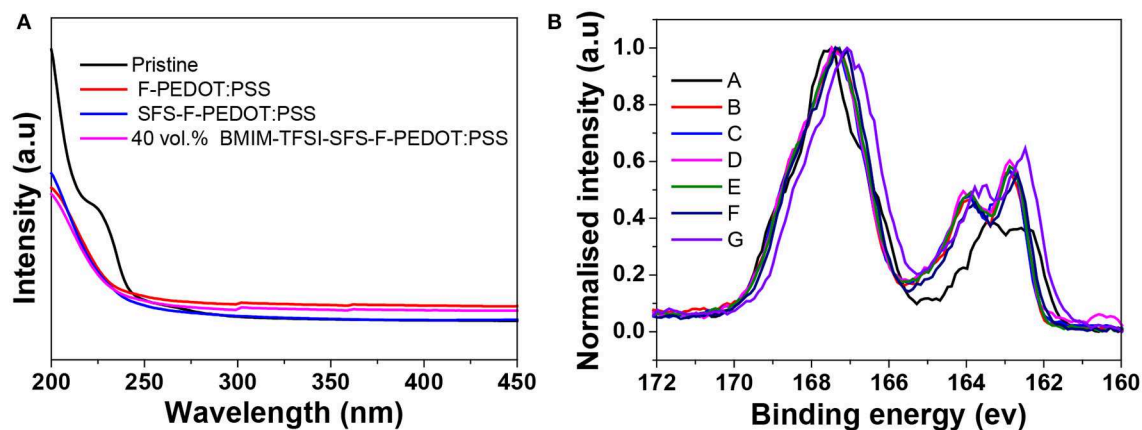 A
Intensity (a.u)
Pristine
F-PEDOT:PSS
SFS-F-PEDOT:PSS
40 vol.% BMIM-TFSI-SFS-F-PEDOT:PSS
200 250 300 350 400 450
Wavelength (nm)
B
Normalised intensity (a.u)
1.0
0.8
0.6
0.4
0.2
0.0
A
B
C
D
E
F
G
172 170 168 166 164 162 160
Binding energy (ev)